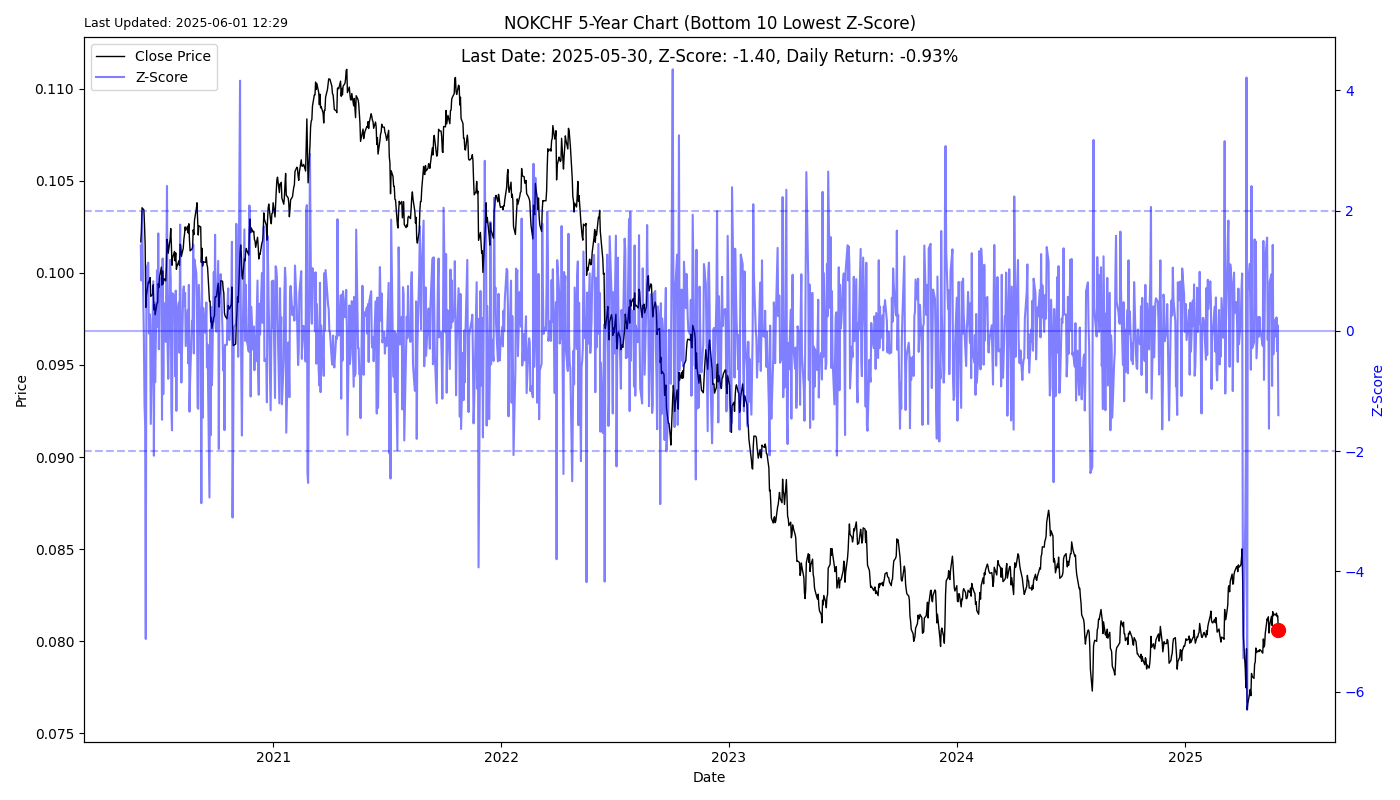 Last Updated: 2025-06-01 12:29
NOKCHF 5-Year Chart (Bottom 10 Lowest Z-Score)
Last Date: 2025-05-30, Z-Score: -1.40, Daily Return: -0.93%
Close Price
Z-Score
0.110
0.105
0.100
0.095
0.090
0.085
0.080
0.075
Price
4
2
0
−2
−4
−6
Z-Score
2021
2022
2023
2024
2025
Date